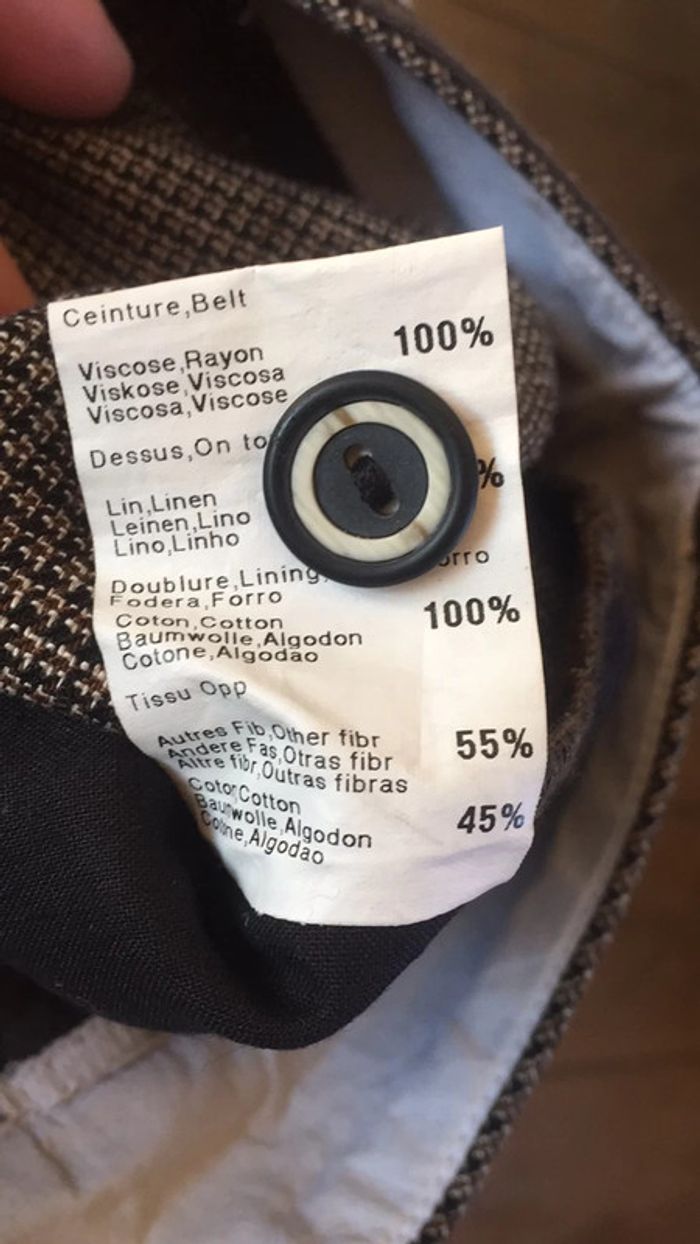 Ceinture,Belt
100%
Viscose,Rayon
Viskose,Viscosa
Viscosa,Viscose
Dessus,On to
%
Lin,Linen
Leinen,Lino
Lino,Linho
Doublure,Lining,
orro
Fodera,Forro
Coton,Cotton 100%
Baumwolle,Algodon
Cotone,Algodao
Tissu Opp
Autres Fib,Other fibr 55%
Andere Fas,Otras fibr
Altre fibr,Outras fibras
Coton,Cotton 45%
Baumwolle,Algodon
Cotone,Algodao